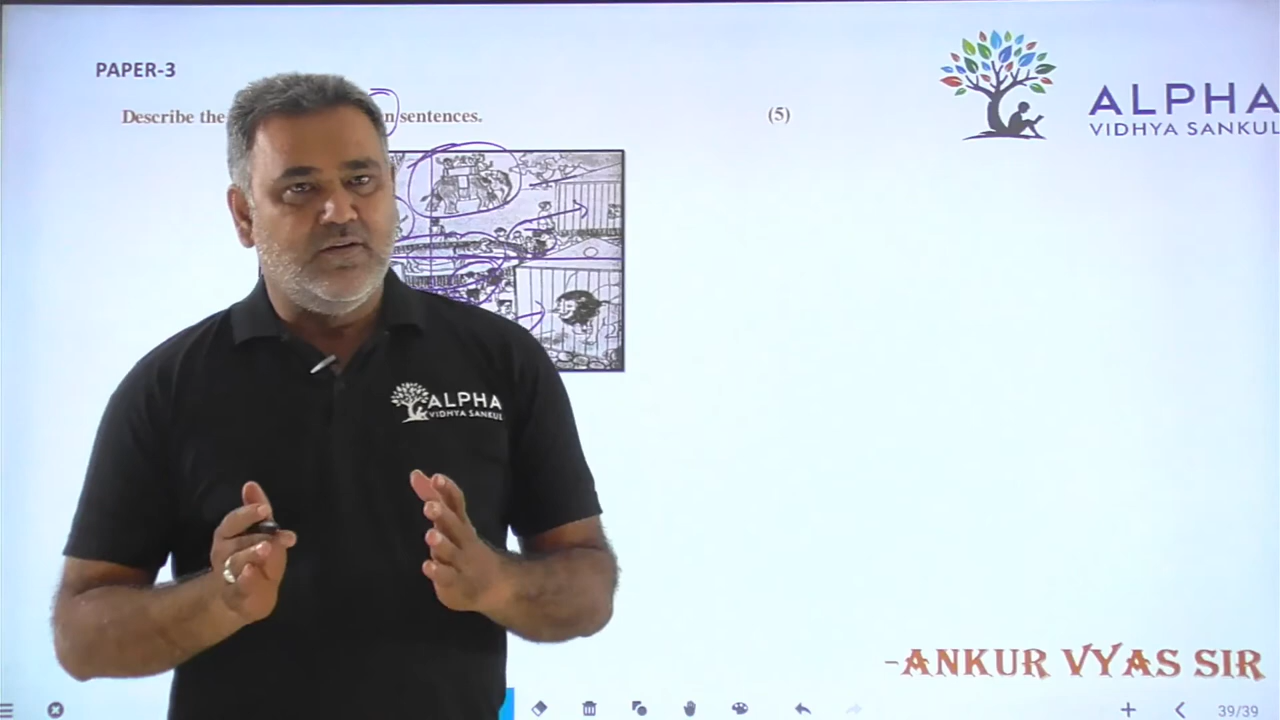 PAPER-3
Describe the n sentences.
(5)
ALPHA
VIDHYA SANKUL
ALPHA
VIDHYA SANKUL
-ANKUR VYAS SIR
39/39